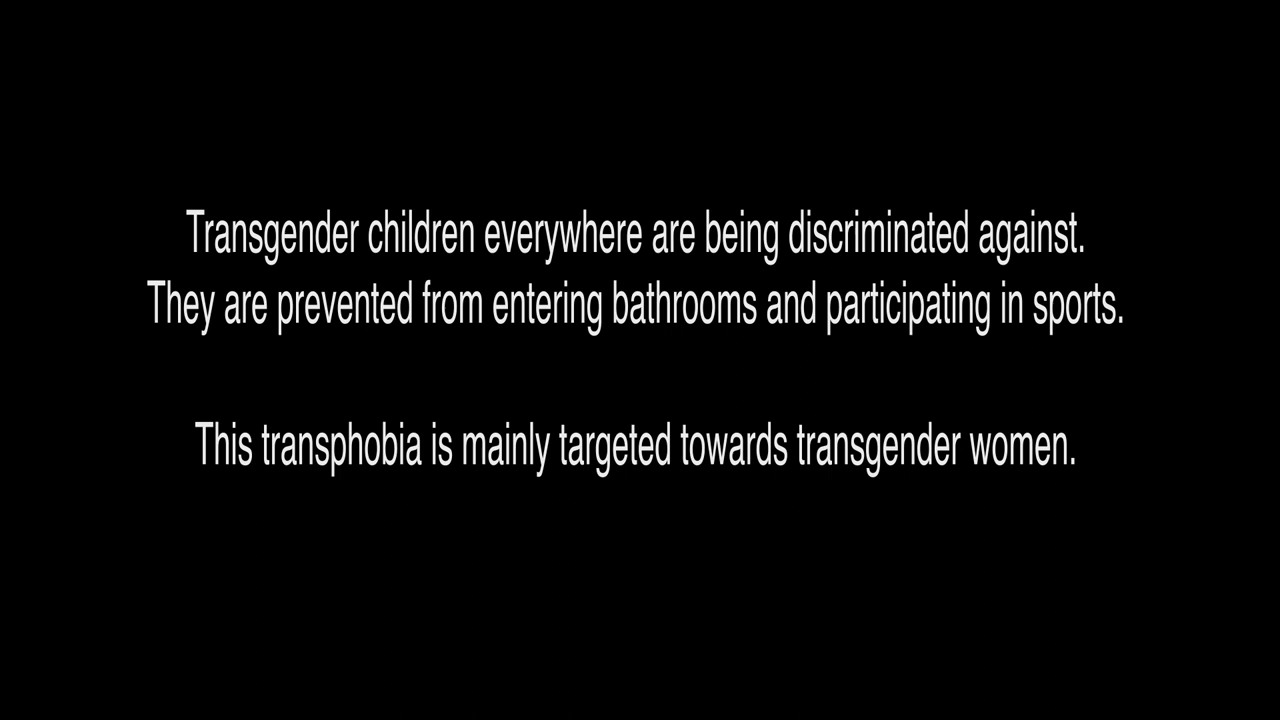 Transgender children everywhere are being discriminated against.
They are prevented from entering bathrooms and participating in sports.
This transphobia is mainly targeted towards transgender women.